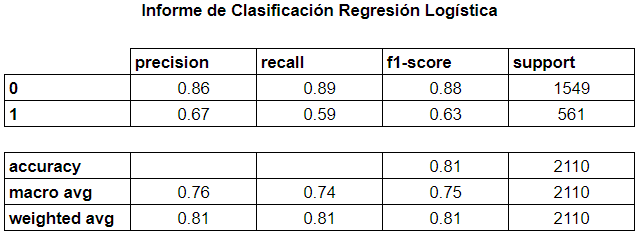 Informe de Clasificación Regresión Logística
precision recall f1-score support
0 0.86 0.89 0.88 1549
1 0.67 0.59 0.63 561
accuracy 0.81 2110
macro avg 0.76 0.74 0.75 2110
weighted avg 0.81 0.81 0.81 2110